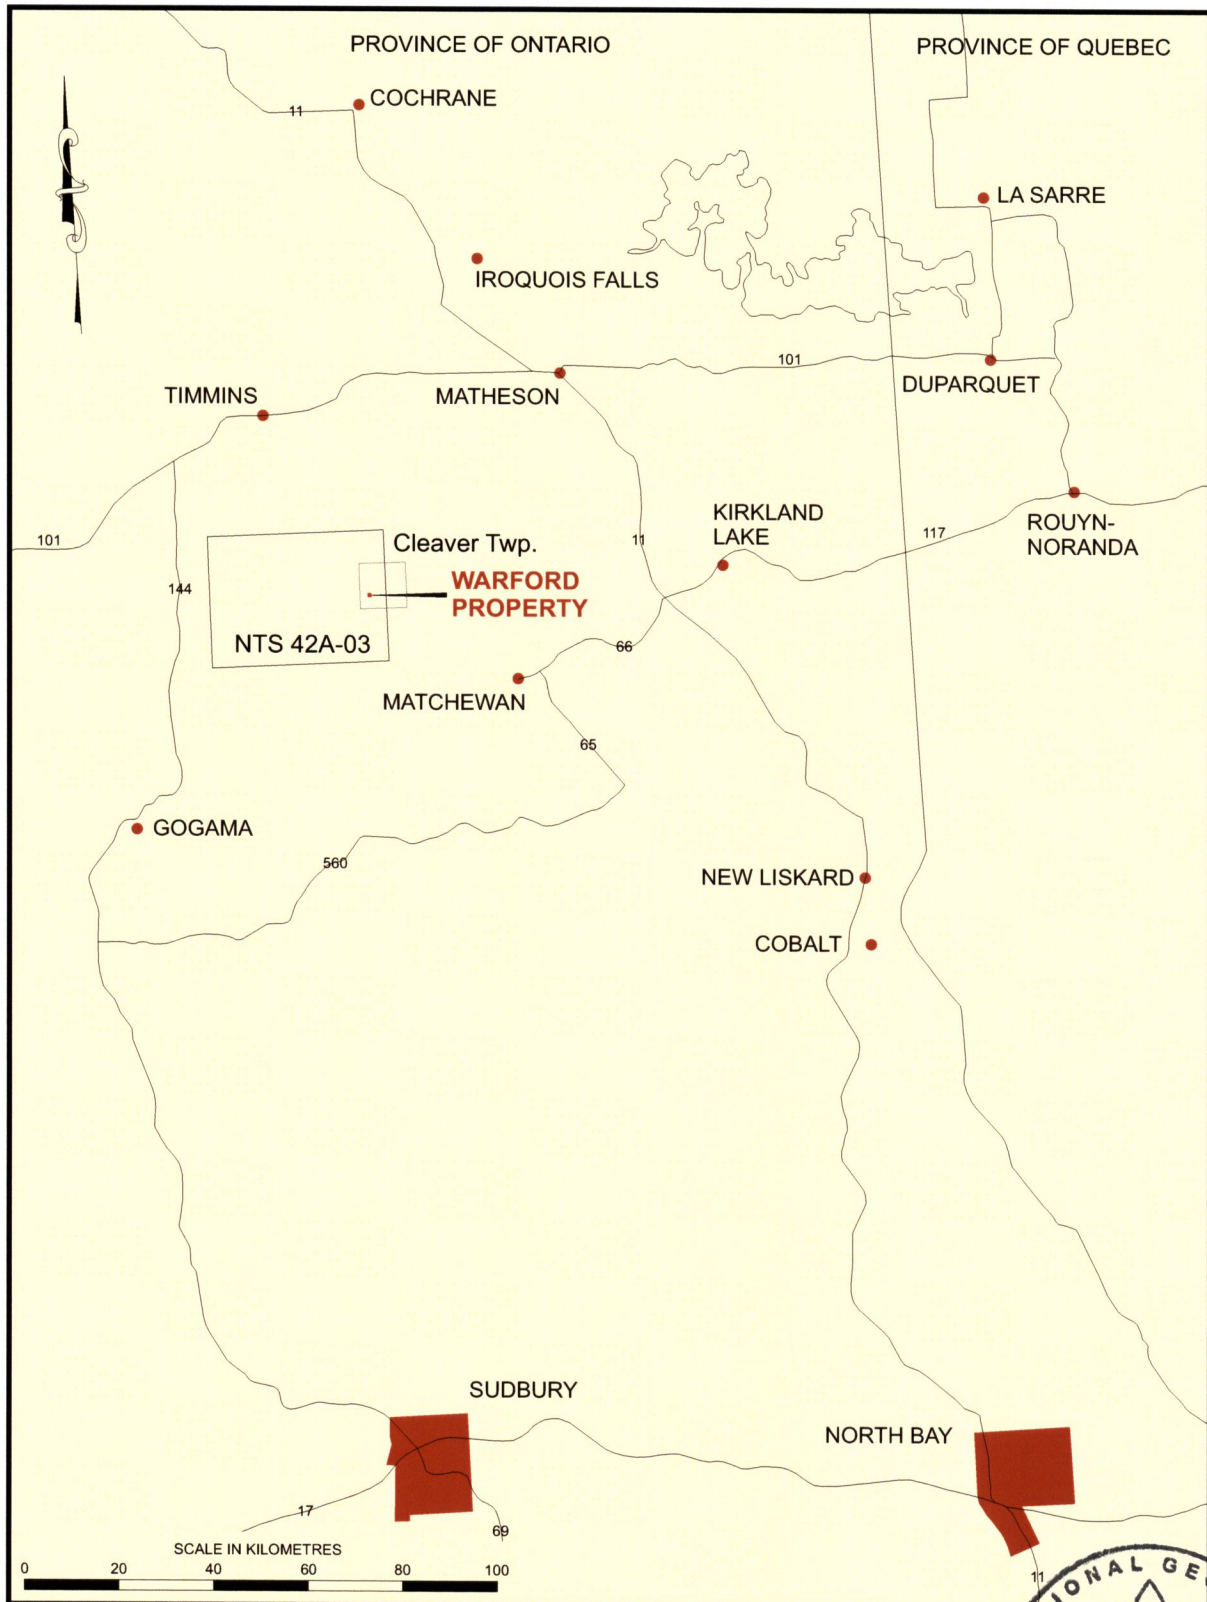 PROVINCE OF ONTARIO
PROVINCE OF QUEBEC
11
COCHRANE
LA SARRE
IROQUOIS FALLS
101
TIMMINS
MATHESON
DUPARQUET
KIRKLAND
LAKE
117
ROUYN-
NORANDA
101
11
Cleaver Twp.
144
WARFORD
PROPERTY
NTS 42A-03
66
MATCHEWAN
65
GOGAMA
560
NEW LISKARD
COBALT
SUDBURY
NORTH BAY
17
69
SCALE IN KILOMETRES
0 20 40 60 80 100
11
IONAL GE